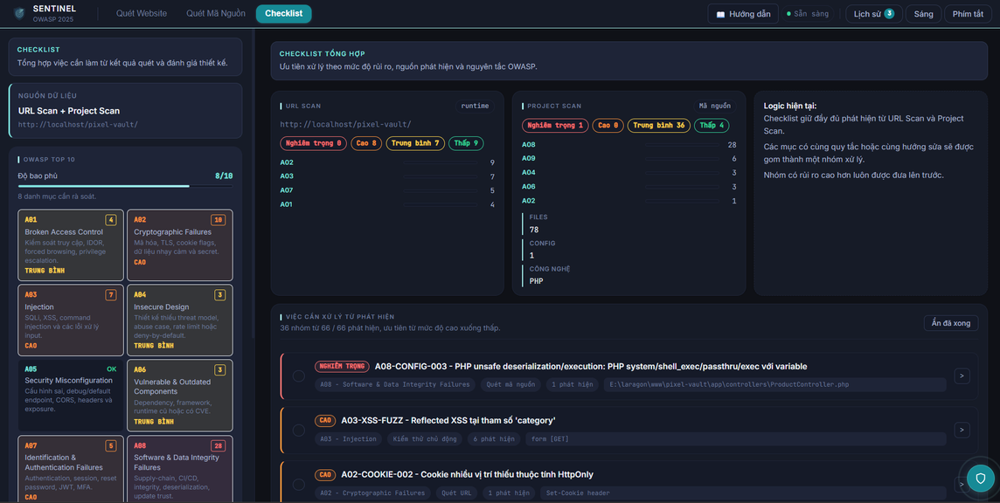 SENTINEL
OWASP 2025
Quét Website
Quét Mã Nguồn
Checklist
Hướng dẫn
Sẵn sàng
Lịch sử 3
Sáng
Phím tắt
CHECKLIST
Tổng hợp việc cần làm từ kết quả quét và đánh giá thiết kế.
NGUỒN DỮ LIỆU
URL Scan + Project Scan
http://localhost/pixel-vault/
OWASP TOP 10
Độ bao phủ 8/10
8 danh mục cần rà soát.
A01 4
Broken Access Control
Kiểm soát truy cập, IDOR,
forced browsing, privilege
escalation.
TRUNG BÌNH
A02 10
Cryptographic Failures
Mã hóa, TLS, cookie flags,
dữ liệu nhạy cảm và secret.
CAO
A03 7
Injection
SQLi, XSS, command
injection và các lỗi xử lý
input.
CAO
A04 3
Insecure Design
Thiết kế thiếu threat model,
abuse case, rate limit hoặc
deny-by-default.
TRUNG BÌNH
A05 OK
Security Misconfiguration
Cấu hình sai, debug/default
endpoint, CORS, headers và
exposure.
A06 3
Vulnerable & Outdated
Components
Dependency, framework,
runtime cũ hoặc có CVE.
TRUNG BÌNH
A07 5
Identification &
Authentication Failures
Authentication, session, reset
password, JWT, MFA.
CAO
A08 28
Software & Data Integrity
Failures
Supply-chain, CI/CD,
integrity, deserialization,
update trust.
CHECKLIST TỔNG HỢP
Ưu tiên xử lý theo mức độ rủi ro, nguồn phát hiện và nguyên tắc OWASP.
URL SCAN
runtime
http://localhost/pixel-vault/
Nghiêm trọng 0
Cao 8
Trung bình 7
Thấp 9
A02 9
A03 7
A07 5
A01 4
PROJECT SCAN
Mã nguồn
Nghiêm trọng 1
Cao 0
Trung bình 36
Thấp 4
A08 28
A09 6
A04 3
A06 3
A02 1
FILES
78
CONFIG
1
CÔNG NGHỆ
PHP
Logic hiện tại:
Checklist giữ đầy đủ phát hiện từ URL Scan và Project
Scan.
Các mục có cùng quy tắc hoặc cùng hướng sửa sẽ được
gom thành một nhóm xử lý.
Nhóm có rủi ro cao hơn luôn được đưa lên trước.
VIỆC CẦN XỬ LÝ TỪ PHÁT HIỆN
36 nhóm từ 66 / 66 phát hiện, ưu tiên từ mức độ cao xuống thấp.
Ẩn đã xong
NGHIÊM TRỌNG A08-CONFIG-003 - PHP unsafe deserialization/execution: PHP system/shell_exec/passthru/exec với variable
A08 - Software & Data Integrity Failures
Quét mã nguồn
1 phát hiện
E:\laragon\www\pixel-vault\app\controllers\ProductController.php
>
CAO A03-XSS-FUZZ - Reflected XSS tại tham số 'category'
A03 - Injection
Kiểm thử chủ động
6 phát hiện
form [GET]
>
CAO A02-COOKIE-002 - Cookie nhiều vị trí thiếu thuộc tính HttpOnly
A02 - Cryptographic Failures
Quét URL
1 phát hiện
Set-Cookie header
>